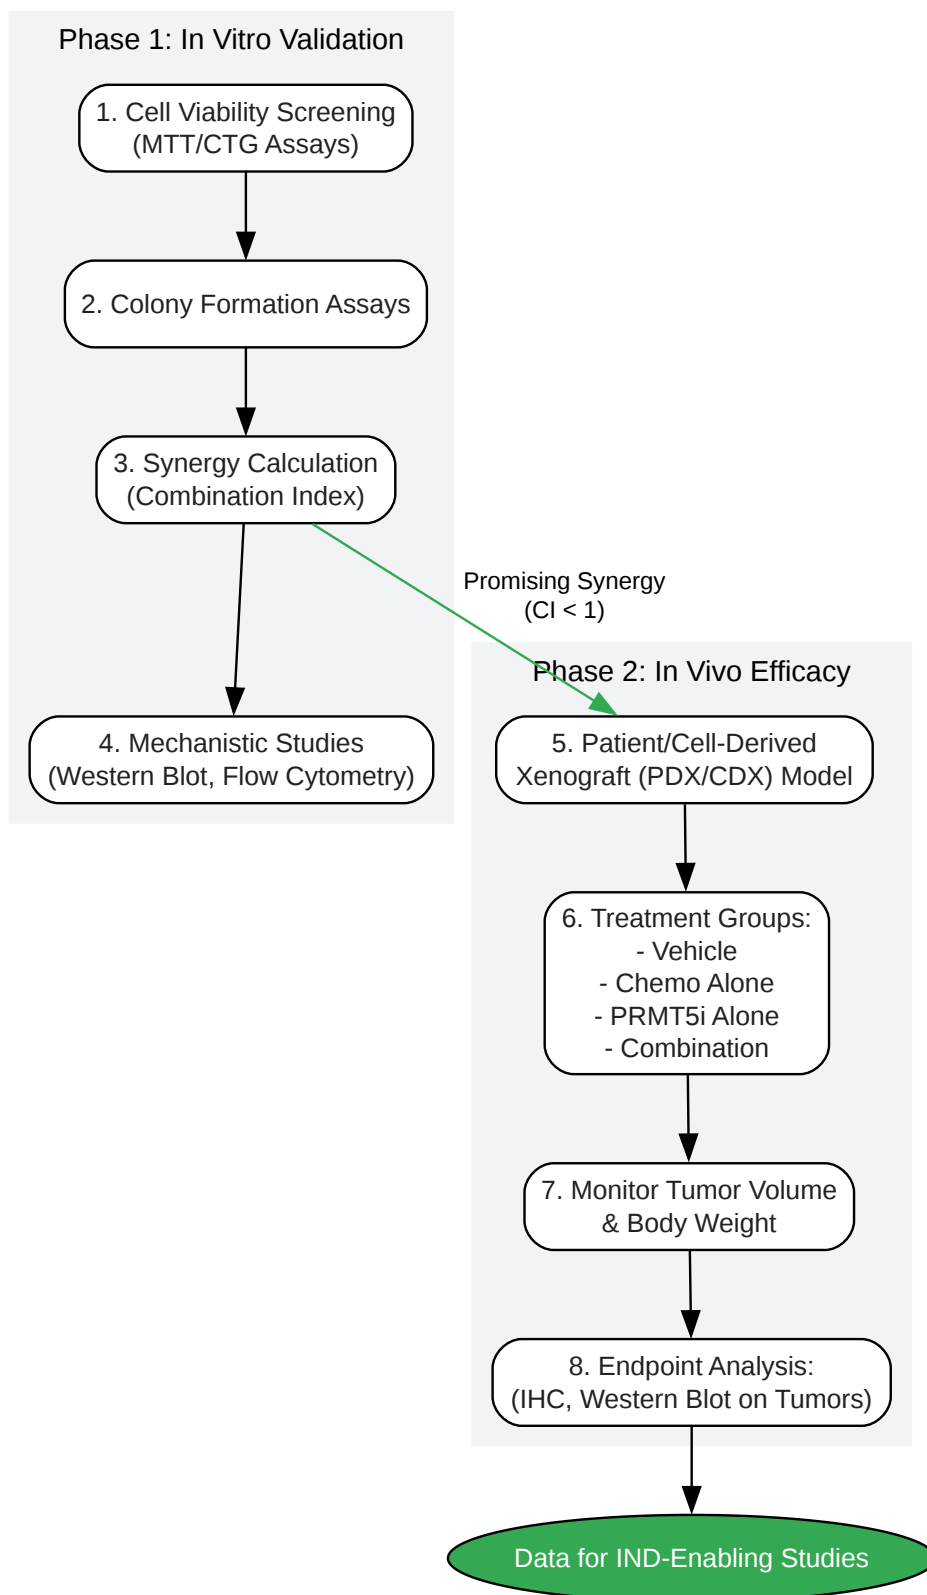 Phase 1: In Vitro Validation
1. Cell Viability Screening
(MTT/CTG Assays)
2. Colony Formation Assays
3. Synergy Calculation
(Combination Index)
Promising Synergy
(CI < 1)
4. Mechanistic Studies
(Western Blot, Flow Cytometry)
Phase 2: In Vivo Efficacy
5. Patient/Cell-Derived
Xenograft (PDX/CDX) Model
6. Treatment Groups:
- Vehicle
- Chemo Alone
- PRMT5i Alone
- Combination
7. Monitor Tumor Volume
& Body Weight
8. Endpoint Analysis:
(IHC, Western Blot on Tumors)
Data for IND-Enabling Studies